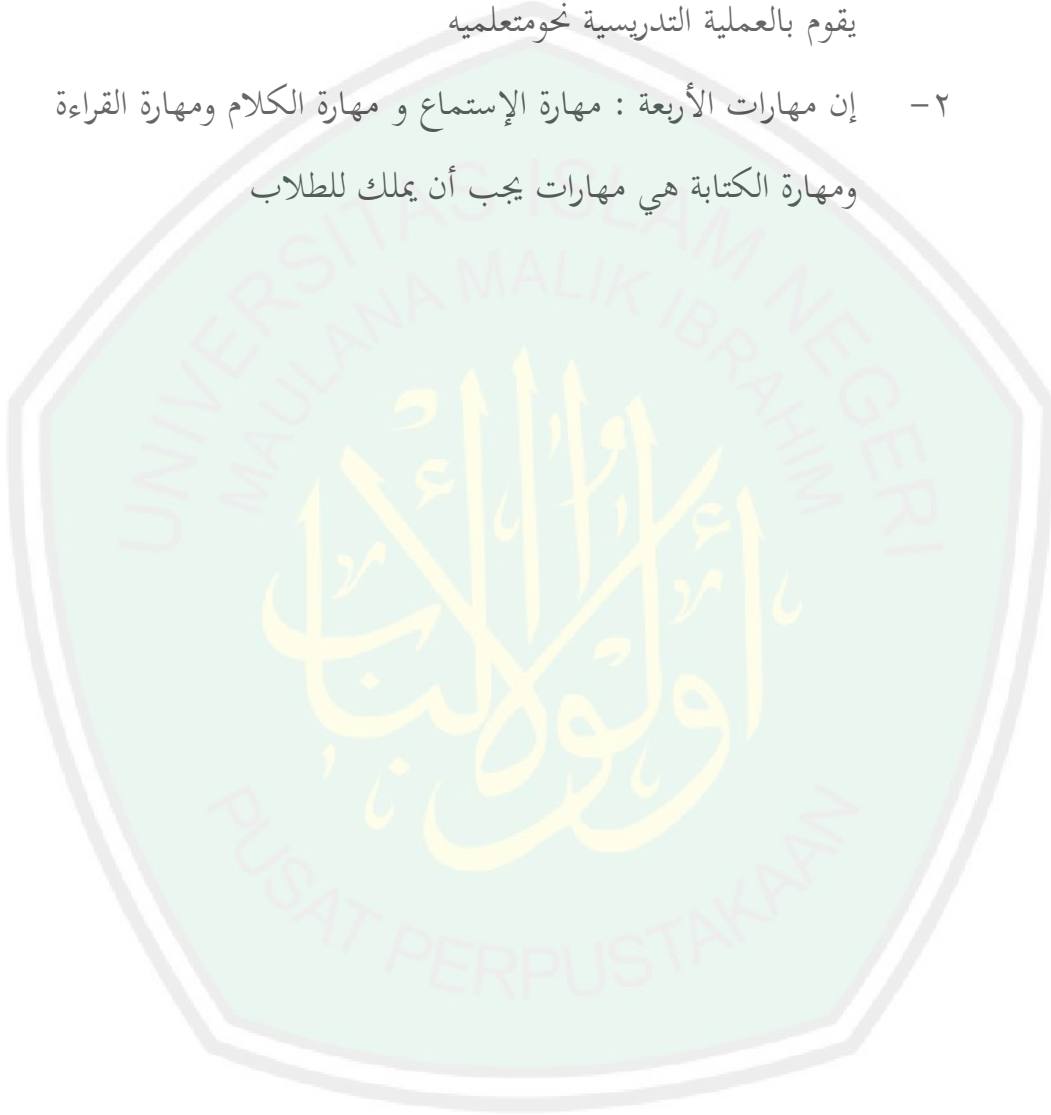 يقوم بالعملية التدريسية نحومتعلميه
٢- إن مهارات الأربعة : مهارة الإستماع و مهارة الكلام ومهارة القراءة
ومهارة الكتابة هي مهارات يجب أن يملك للطلاب
UNIVERSITAS ISLAM NEGERI
MAULANA MALIK IBRAHIM
PUSAT PERPUSTAKAAN